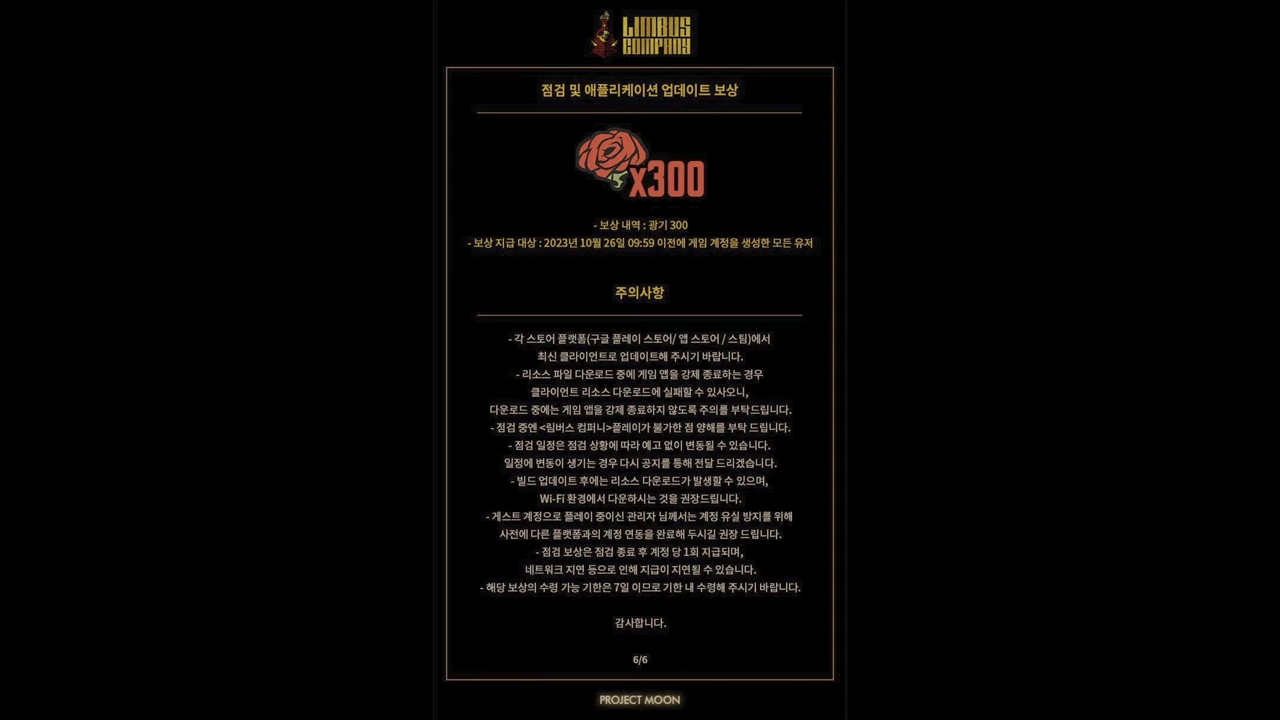 LIMBUS
COMPANY
점검 및 애플리케이션 업데이트 보상
x300
- 보상 내역 : 광기 300
- 보상 지급 대상 : 2023년 10월 26일 09:59 이전에 게임 계정을 생성한 모든 유저
주의사항
- 각 스토어 플랫폼(구글 플레이 스토어/ 앱 스토어 / 스팀)에서
최신 클라이언트로 업데이트해 주시기 바랍니다.
- 리소스 파일 다운로드 중에 게임 앱을 강제 종료하는 경우
클라이언트 리소스 다운로드에 실패할 수 있사오니,
다운로드 중에는 게임 앱을 강제 종료하지 않도록 주의를 부탁드립니다.
- 점검 중엔 <림버스 컴퍼니>플레이가 불가한 점 양해를 부탁 드립니다.
- 점검 일정은 점검 상황에 따라 예고 없이 변동될 수 있습니다.
일정에 변동이 생기는 경우 다시 공지를 통해 전달 드리겠습니다.
- 빌드 업데이트 후에는 리소스 다운로드가 발생할 수 있으며,
Wi-Fi 환경에서 다운하시는 것을 권장드립니다.
- 게스트 계정으로 플레이 중이신 관리자 님께서는 계정 유실 방지를 위해
사전에 다른 플랫폼과의 계정 연동을 완료해 두시길 권장 드립니다.
- 점검 보상은 점검 종료 후 계정 당 1회 지급되며,
네트워크 지연 등으로 인해 지급이 지연될 수 있습니다.
- 해당 보상의 수령 가능 기한은 7일 이므로 기한 내 수령해 주시기 바랍니다.
감사합니다.
6/6
PROJECT MOON